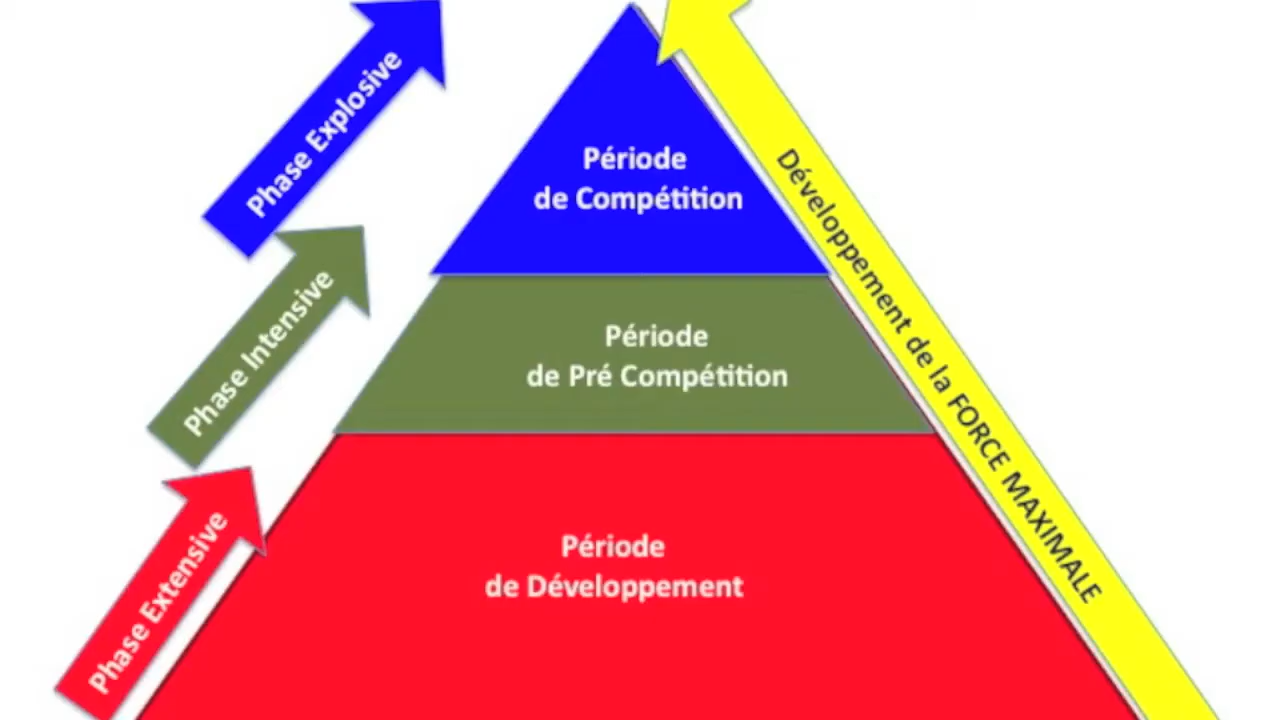 Phase Explosive
Période
de Compétition
Développement de la FORCE MAXIMALE
Phase Intensive
Période
de Pré Compétition
Phase Extensive
Période
de Développement